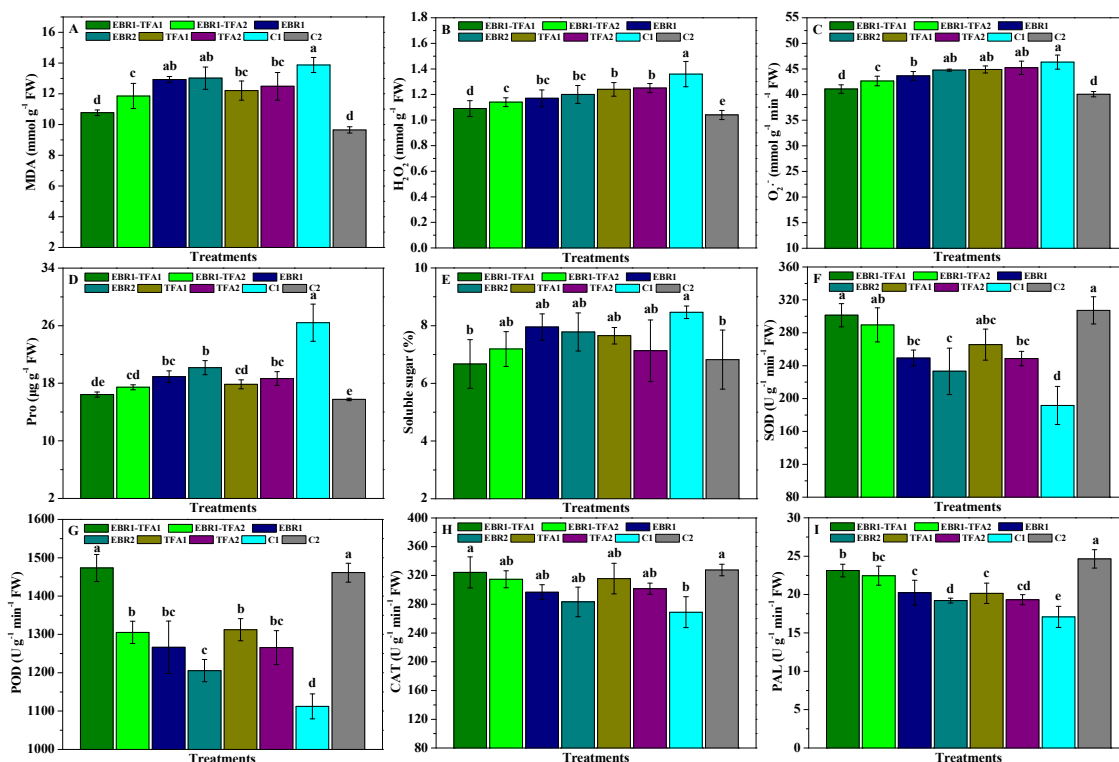 A
EBR1-TFA1 EBR1-TFA2 EBR1
EBR2 TFA1 TFA2 C1 C2
MDA (mmol g⁻¹ FW)
16
14
12
10
8
6
4
2
d c ab ab bc bc a d
Treatments
B
EBR1-TFA1 EBR1-TFA2 EBR1
EBR2 TFA1 TFA2 C1 C2
H₂O₂ (mmol g⁻¹ FW)
1.8
1.6
1.4
1.2
1.0
0.8
0.6
0.4
0.2
0.0
d c bc bc b b a e
Treatments
C
EBR1-TFA1 EBR1-TFA2 EBR1
EBR2 TFA1 TFA2 C1 C2
O₂·⁻ (mmol g⁻¹ min⁻¹ FW)
55
50
45
40
35
30
25
20
15
10
d c b ab ab ab a d
Treatments
D
EBR1-TFA1 EBR1-TFA2 EBR1
EBR2 TFA1 TFA2 C1 C2
Pro (µg g⁻¹ FW)
34
26
18
10
2
de cd bc b cd bc a e
Treatments
E
EBR1-TFA1 EBR1-TFA2 EBR1
EBR2 TFA1 TFA2 C1 C2
Soluble sugar (%)
10
8
6
4
2
b ab ab ab ab ab a b
Treatments
F
EBR1-TFA1 EBR1-TFA2 EBR1
EBR2 TFA1 TFA2 C1 C2
SOD (U g⁻¹ min⁻¹ FW)
360
320
280
240
200
160
120
80
a ab bc c abc bc d a
Treatments
G
EBR1-TFA1 EBR1-TFA2 EBR1
EBR2 TFA1 TFA2 C1 C2
POD (U g⁻¹ min⁻¹ FW)
1600
1500
1400
1300
1200
1100
1000
a b bc c b bc d a
Treatments
H
EBR1-TFA1 EBR1-TFA2 EBR1
EBR2 TFA1 TFA2 C1 C2
CAT (U g⁻¹ min⁻¹ FW)
400
360
320
280
240
200
160
120
80
a ab ab ab ab ab b a
Treatments
I
EBR1-TFA1 EBR1-TFA2 EBR1
EBR2 TFA1 TFA2 C1 C2
PAL (U g⁻¹ min⁻¹ FW)
30
25
20
15
10
5
0
b bc c d c cd e a
Treatments